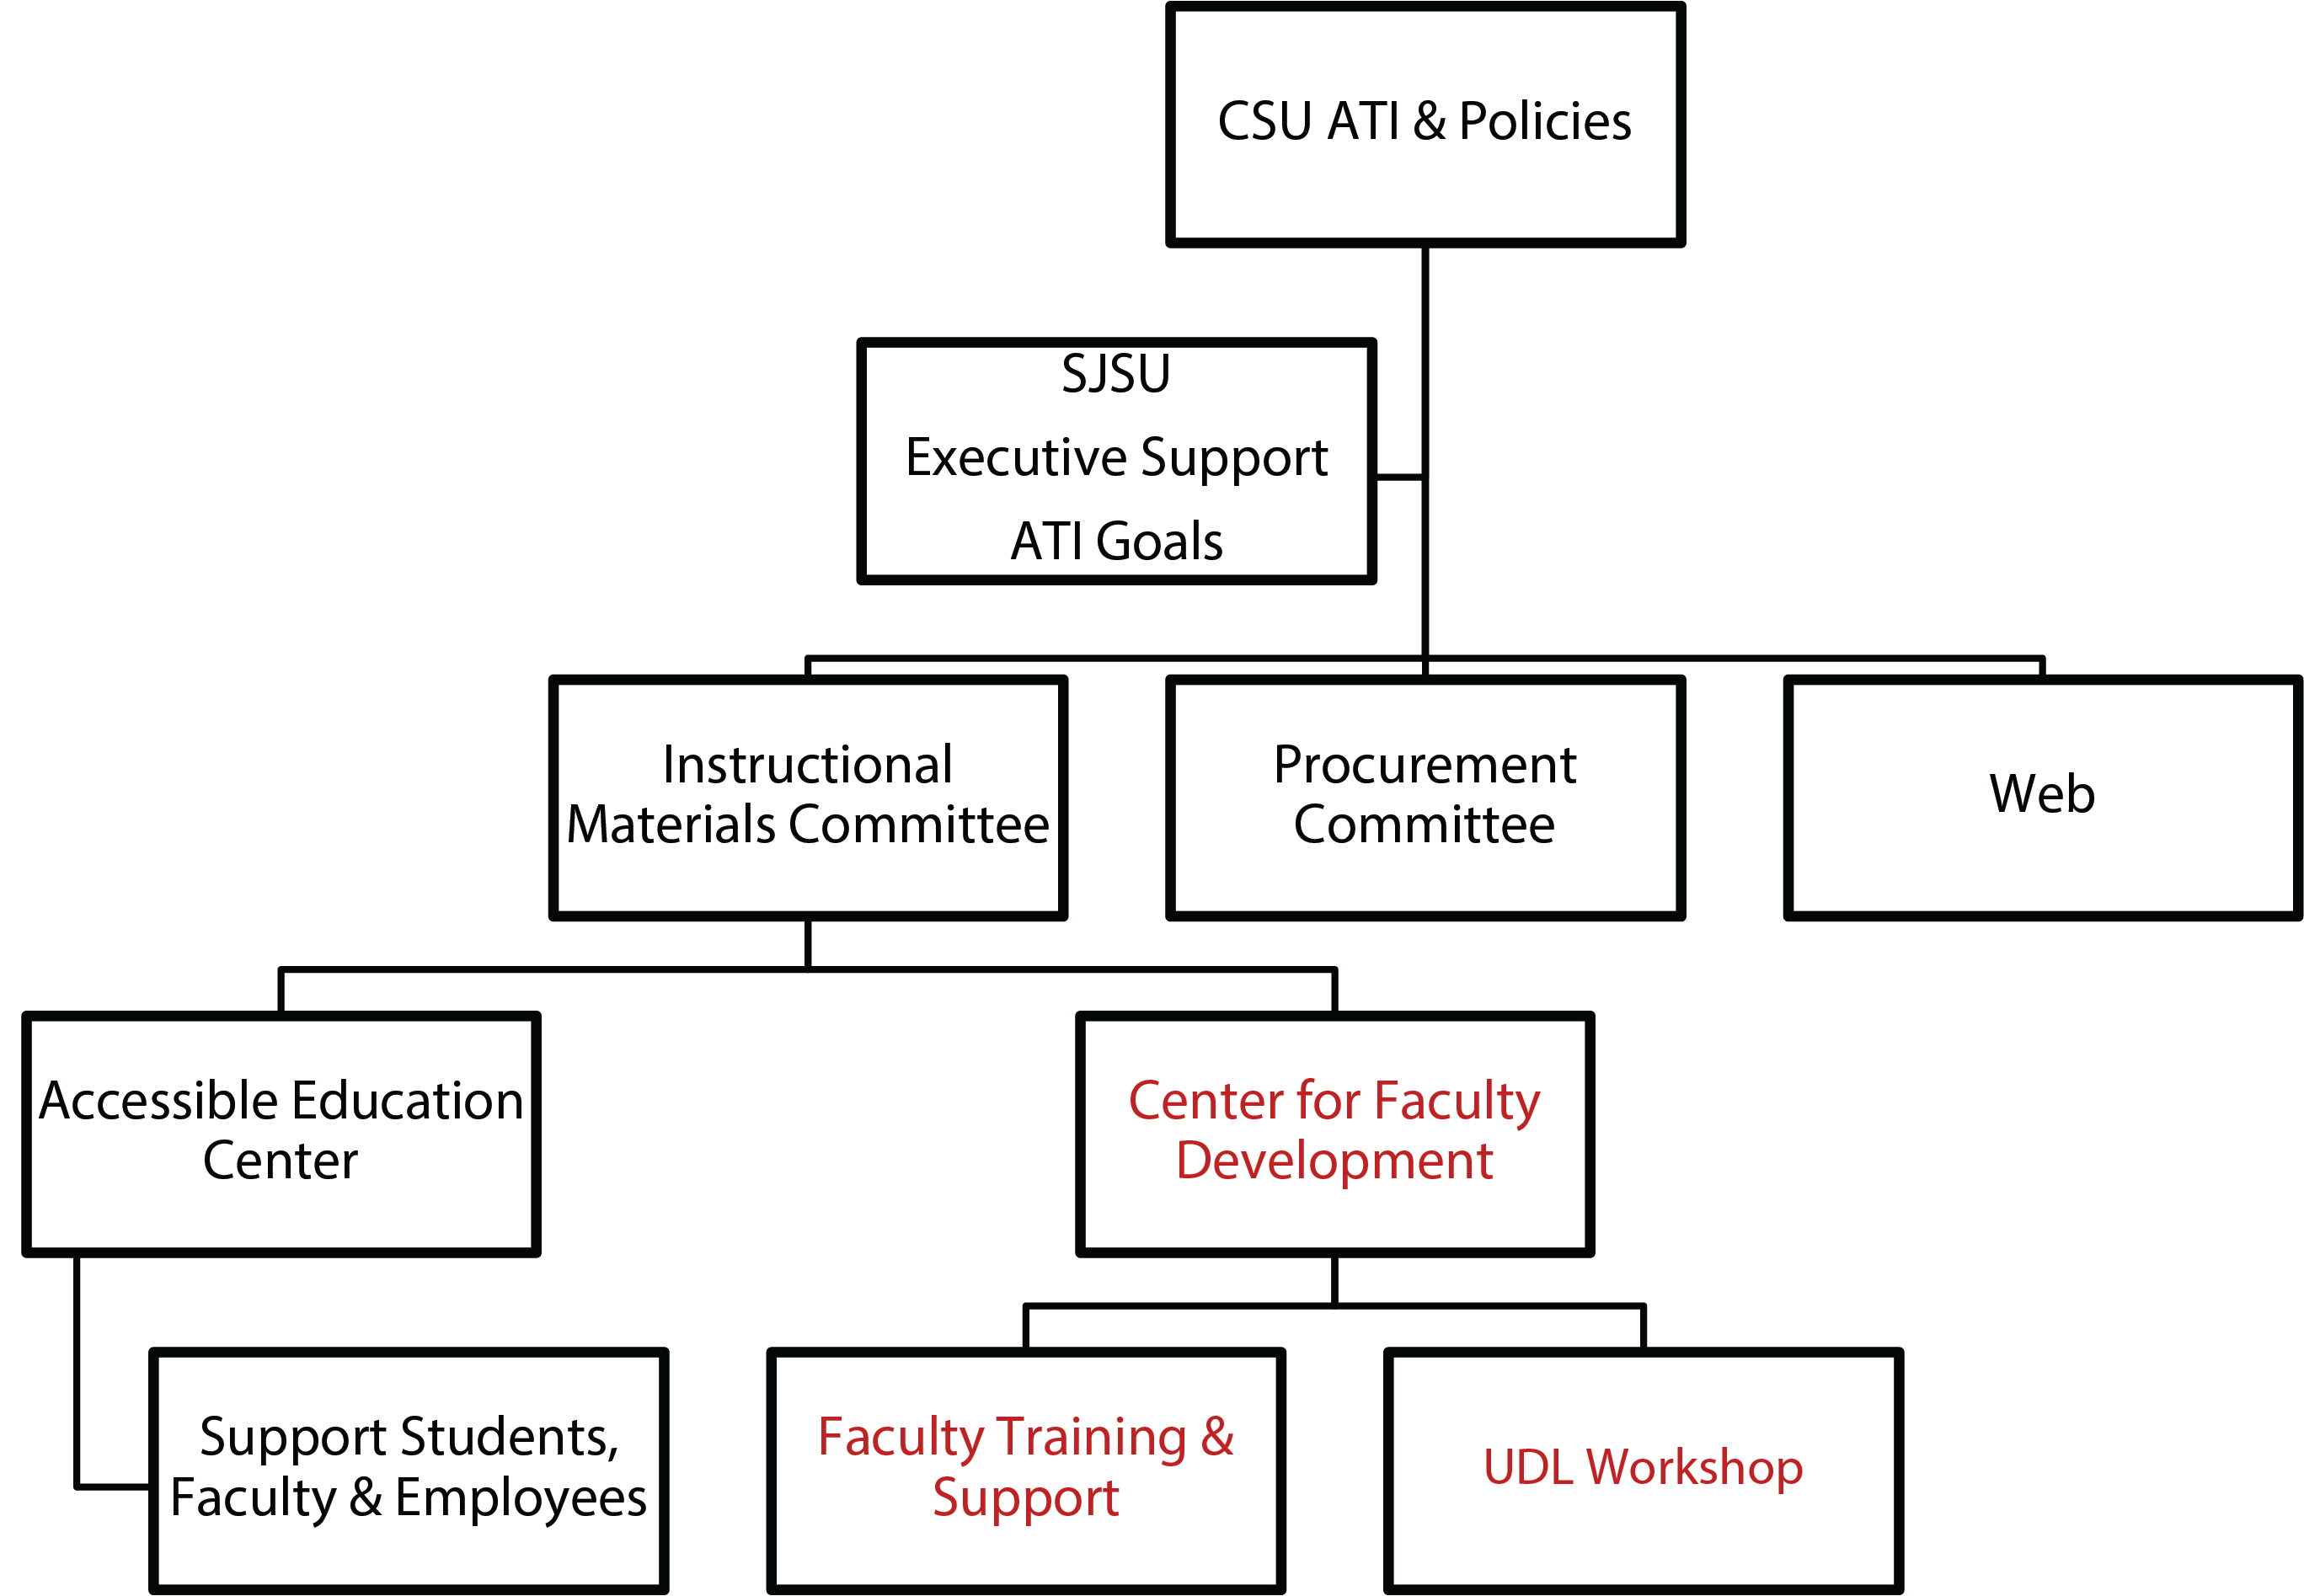 CSU ATI & Policies
SJSU
Executive Support
ATI Goals
Instructional
Materials Committee
Procurement
Committee
Web
Accessible Education
Center
Center for Faculty
Development
Support Students,
Faculty & Employees
Faculty Training &
Support
UDL Workshop